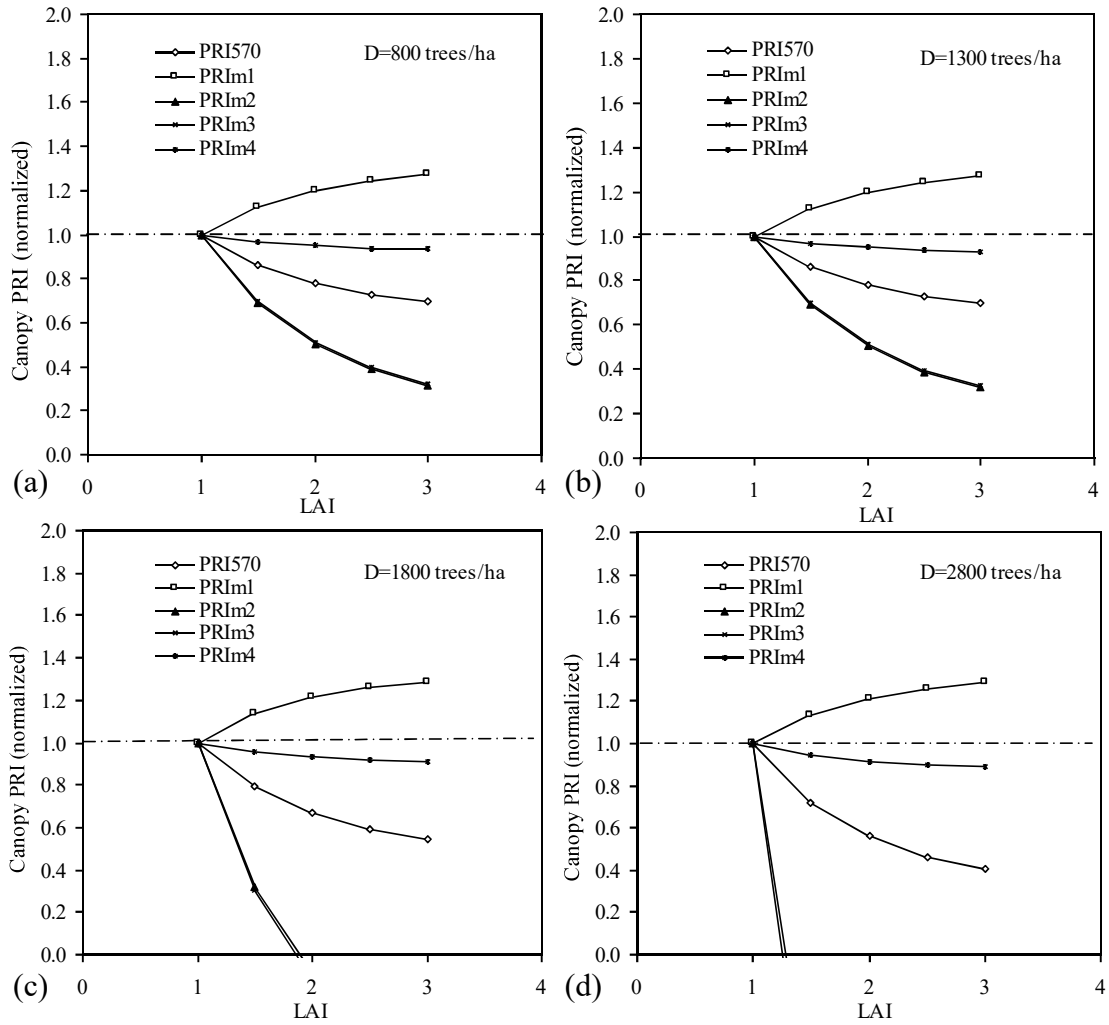 2.0
1.8
1.6
1.4
1.2
1.0
0.8
0.6
0.4
0.2
0.0
Canopy PRI (normalized)
PRI570
PRIm1
PRIm2
PRIm3
PRIm4
D=800 trees/ha
0 1 2 3 4
LAI
(a)
2.0
1.8
1.6
1.4
1.2
1.0
0.8
0.6
0.4
0.2
0.0
Canopy PRI (normalized)
PRI570
PRIm1
PRIm2
PRIm3
PRIm4
D=1300 trees/ha
0 1 2 3 4
LAI
(b)
2.0
1.8
1.6
1.4
1.2
1.0
0.8
0.6
0.4
0.2
0.0
Canopy PRI (normalized)
PRI570
PRIm1
PRIm2
PRIm3
PRIm4
D=1800 trees/ha
0 1 2 3 4
LAI
(c)
2.0
1.8
1.6
1.4
1.2
1.0
0.8
0.6
0.4
0.2
0.0
Canopy PRI (normalized)
PRI570
PRIm1
PRIm2
PRIm3
PRIm4
D=2800 trees/ha
0 1 2 3 4
LAI
(d)